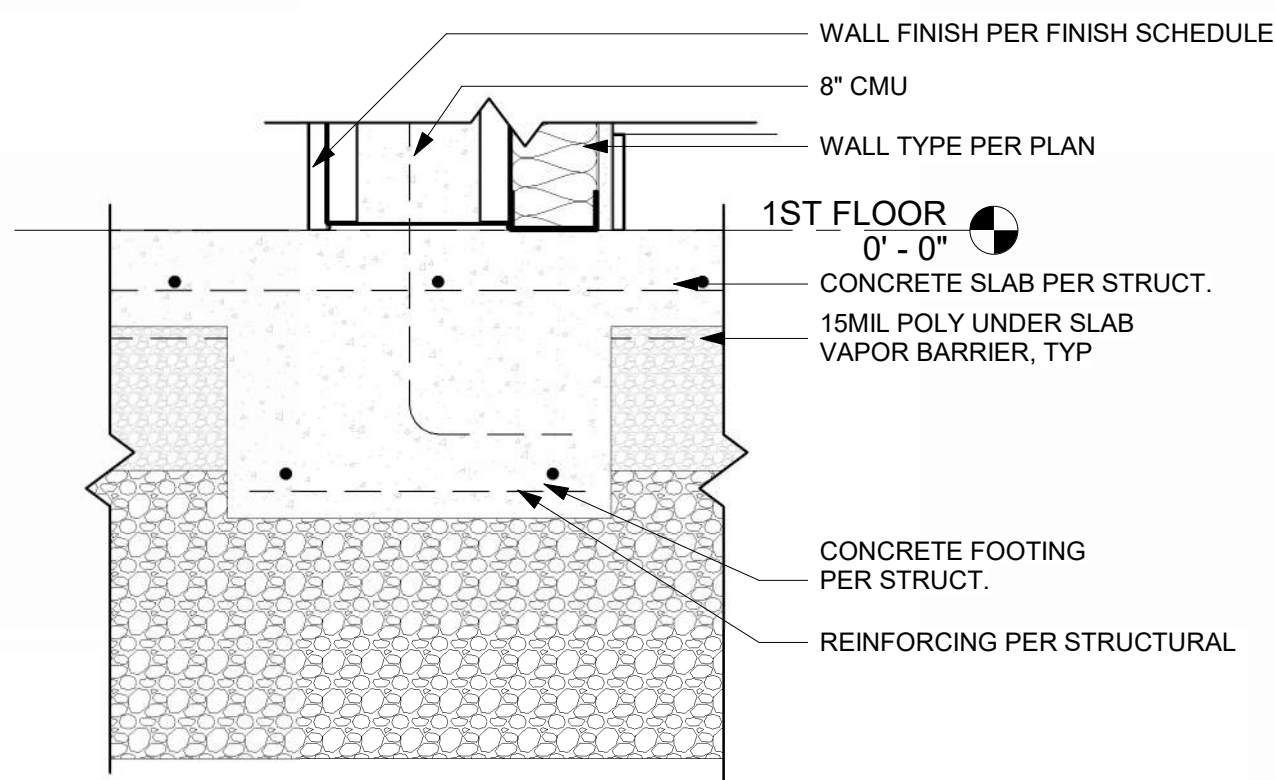 WALL FINISH PER FINISH SCHEDULE
8" CMU
WALL TYPE PER PLAN
1ST FLOOR
0' - 0"
CONCRETE SLAB PER STRUCT.
15MIL POLY UNDER SLAB
VAPOR BARRIER, TYP
CONCRETE FOOTING
PER STRUCT.
REINFORCING PER STRUCTURAL